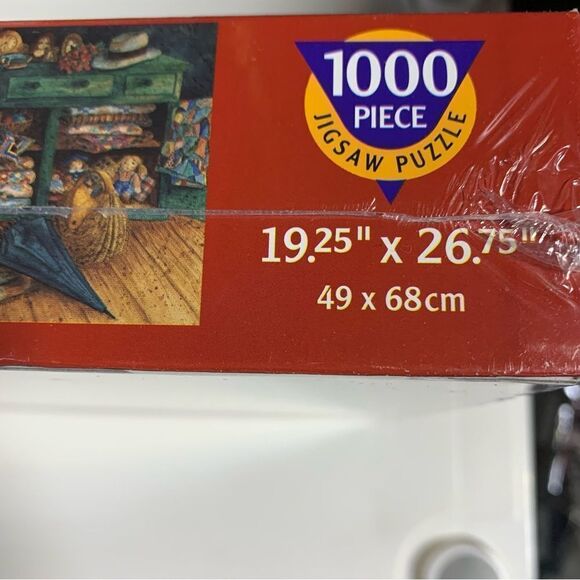 1000
PIECE
JIGSAW PUZZLE
19.25" x 26.75"
49 x 68cm